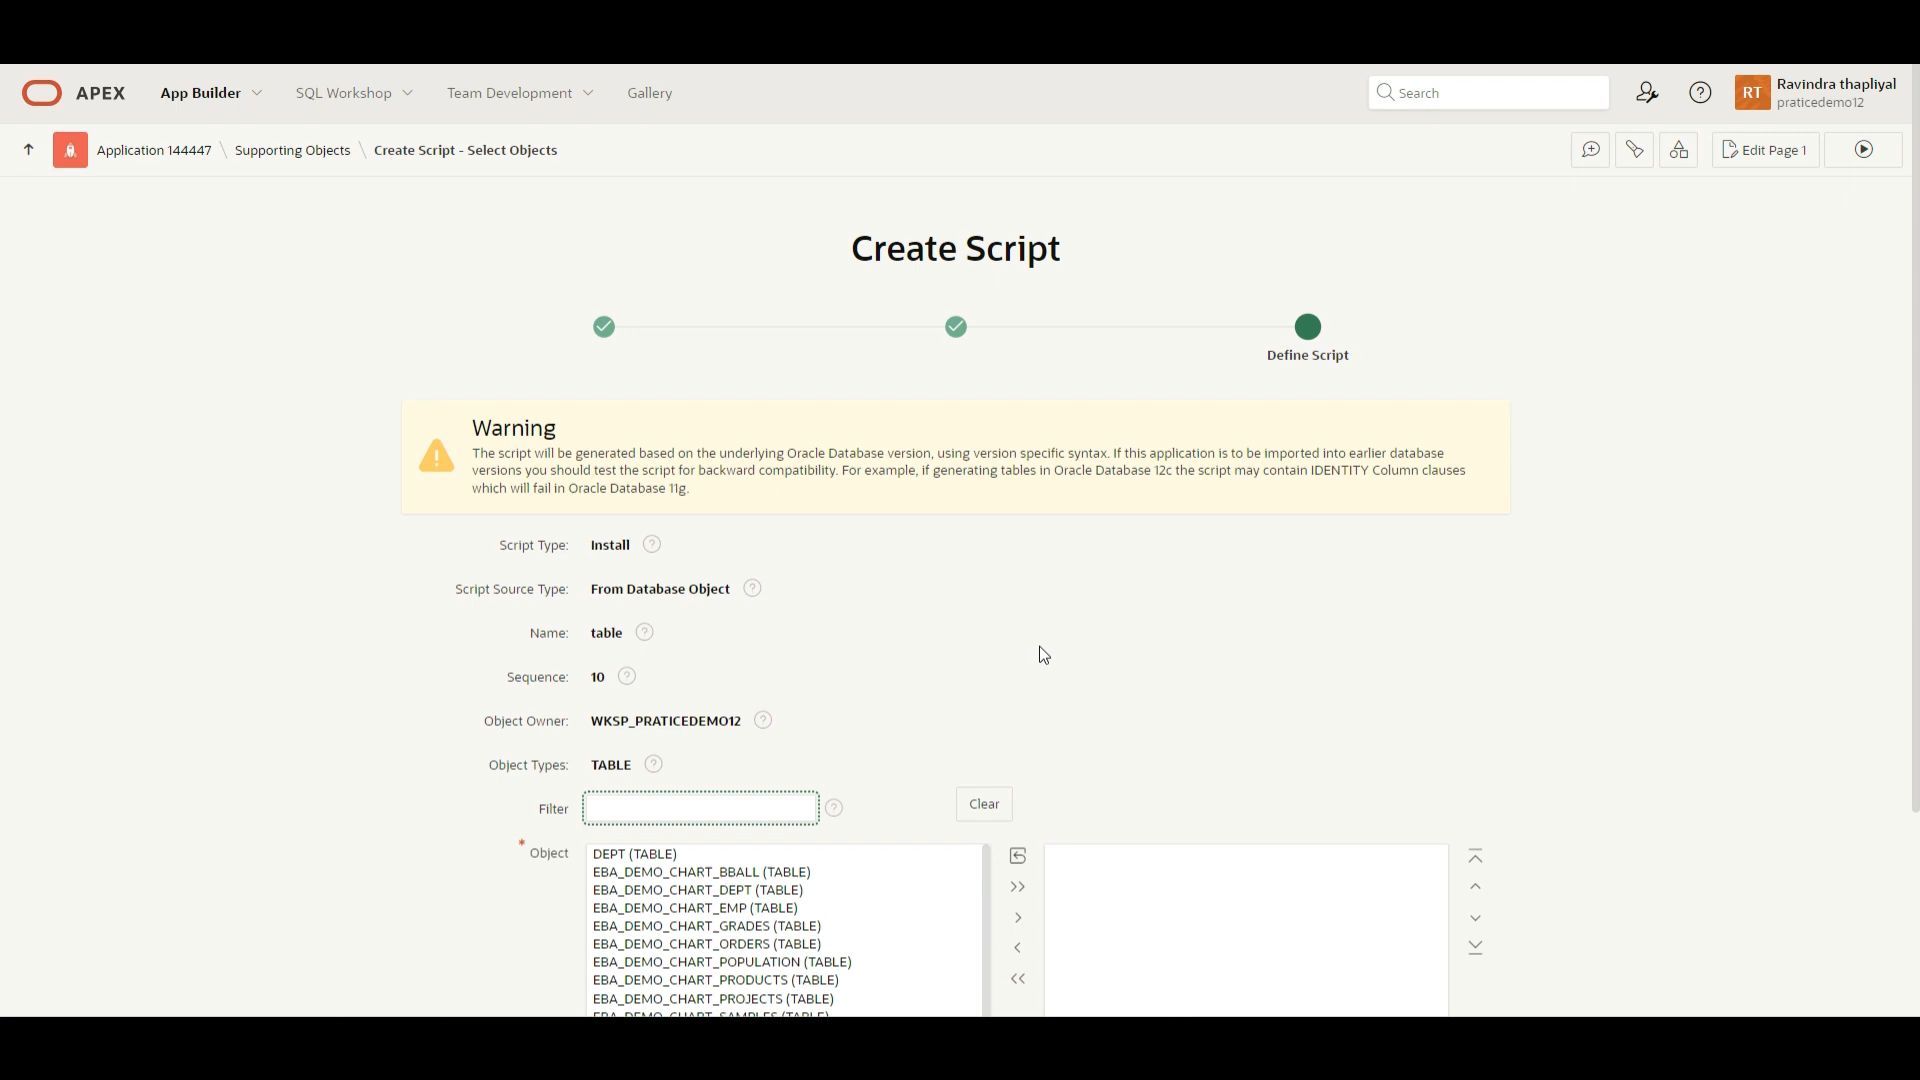 APEX App Builder SQL Workshop Team Development Gallery Search RT Ravindra thapliyal
praticedemo12
Application 144447 \ Supporting Objects \ Create Script - Select Objects Edit Page 1
Create Script
Define Script
Warning
The script will be generated based on the underlying Oracle Database version, using version specific syntax. If this application is to be imported into earlier database
versions you should test the script for backward compatibility. For example, if generating tables in Oracle Database 12c the script may contain IDENTITY Column clauses
which will fail in Oracle Database 11g.
Script Type: Install
Script Source Type: From Database Object
Name: table
Sequence: 10
Object Owner: WKSP_PRATICEDEMO12
Object Types: TABLE
Filter Clear
* Object
DEPT (TABLE)
EBA_DEMO_CHART_BBALL (TABLE)
EBA_DEMO_CHART_DEPT (TABLE)
EBA_DEMO_CHART_EMP (TABLE)
EBA_DEMO_CHART_GRADES (TABLE)
EBA_DEMO_CHART_ORDERS (TABLE)
EBA_DEMO_CHART_POPULATION (TABLE)
EBA_DEMO_CHART_PRODUCTS (TABLE)
EBA_DEMO_CHART_PROJECTS (TABLE)
EBA_DEMO_CHART_SAMPLES (TABLE)